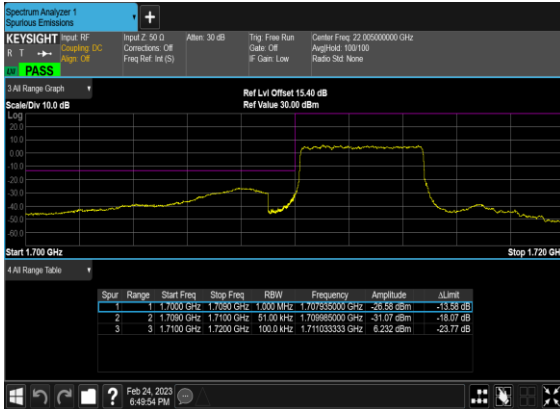 Spectrum Analyzer 1
Spurious Emissions
+
KEYSIGHT Input: RF Input Z: 50 Ω Atten: 30 dB Trig: Free Run Center Freq: 22.005000000 GHz
R T Coupling: DC Corrections: Off Gate: Off Avg|Hold: 100/100
Align: Off Freq Ref: Int (S) IF Gain: Low Radio Std: None
PASS
3 All Range Graph
Ref Lvl Offset 15.40 dB
Scale/Div 10.0 dB Ref Value 30.00 dBm
Log
20.0
10.0
0.00
-10.0
-20.0
-30.0
-40.0
-50.0
-60.0
Start 1.700 GHz Stop 1.720 GH
4 All Range Table
Spur Range Start Freq Stop Freq RBW Frequency Amplitude ΔLimit
1 1 1.7000 GHz 1.7090 GHz 1.000 MHz 1.707935000 GHz -26.58 dBm -13.58 dB
2 2 1.7090 GHz 1.7100 GHz 51.00 kHz 1.709985000 GHz -31.07 dBm -18.07 dB
3 3 1.7100 GHz 1.7200 GHz 100.0 kHz 1.711033333 GHz 6.232 dBm -23.77 dB
? Feb 24, 2023
6:49:54 PM